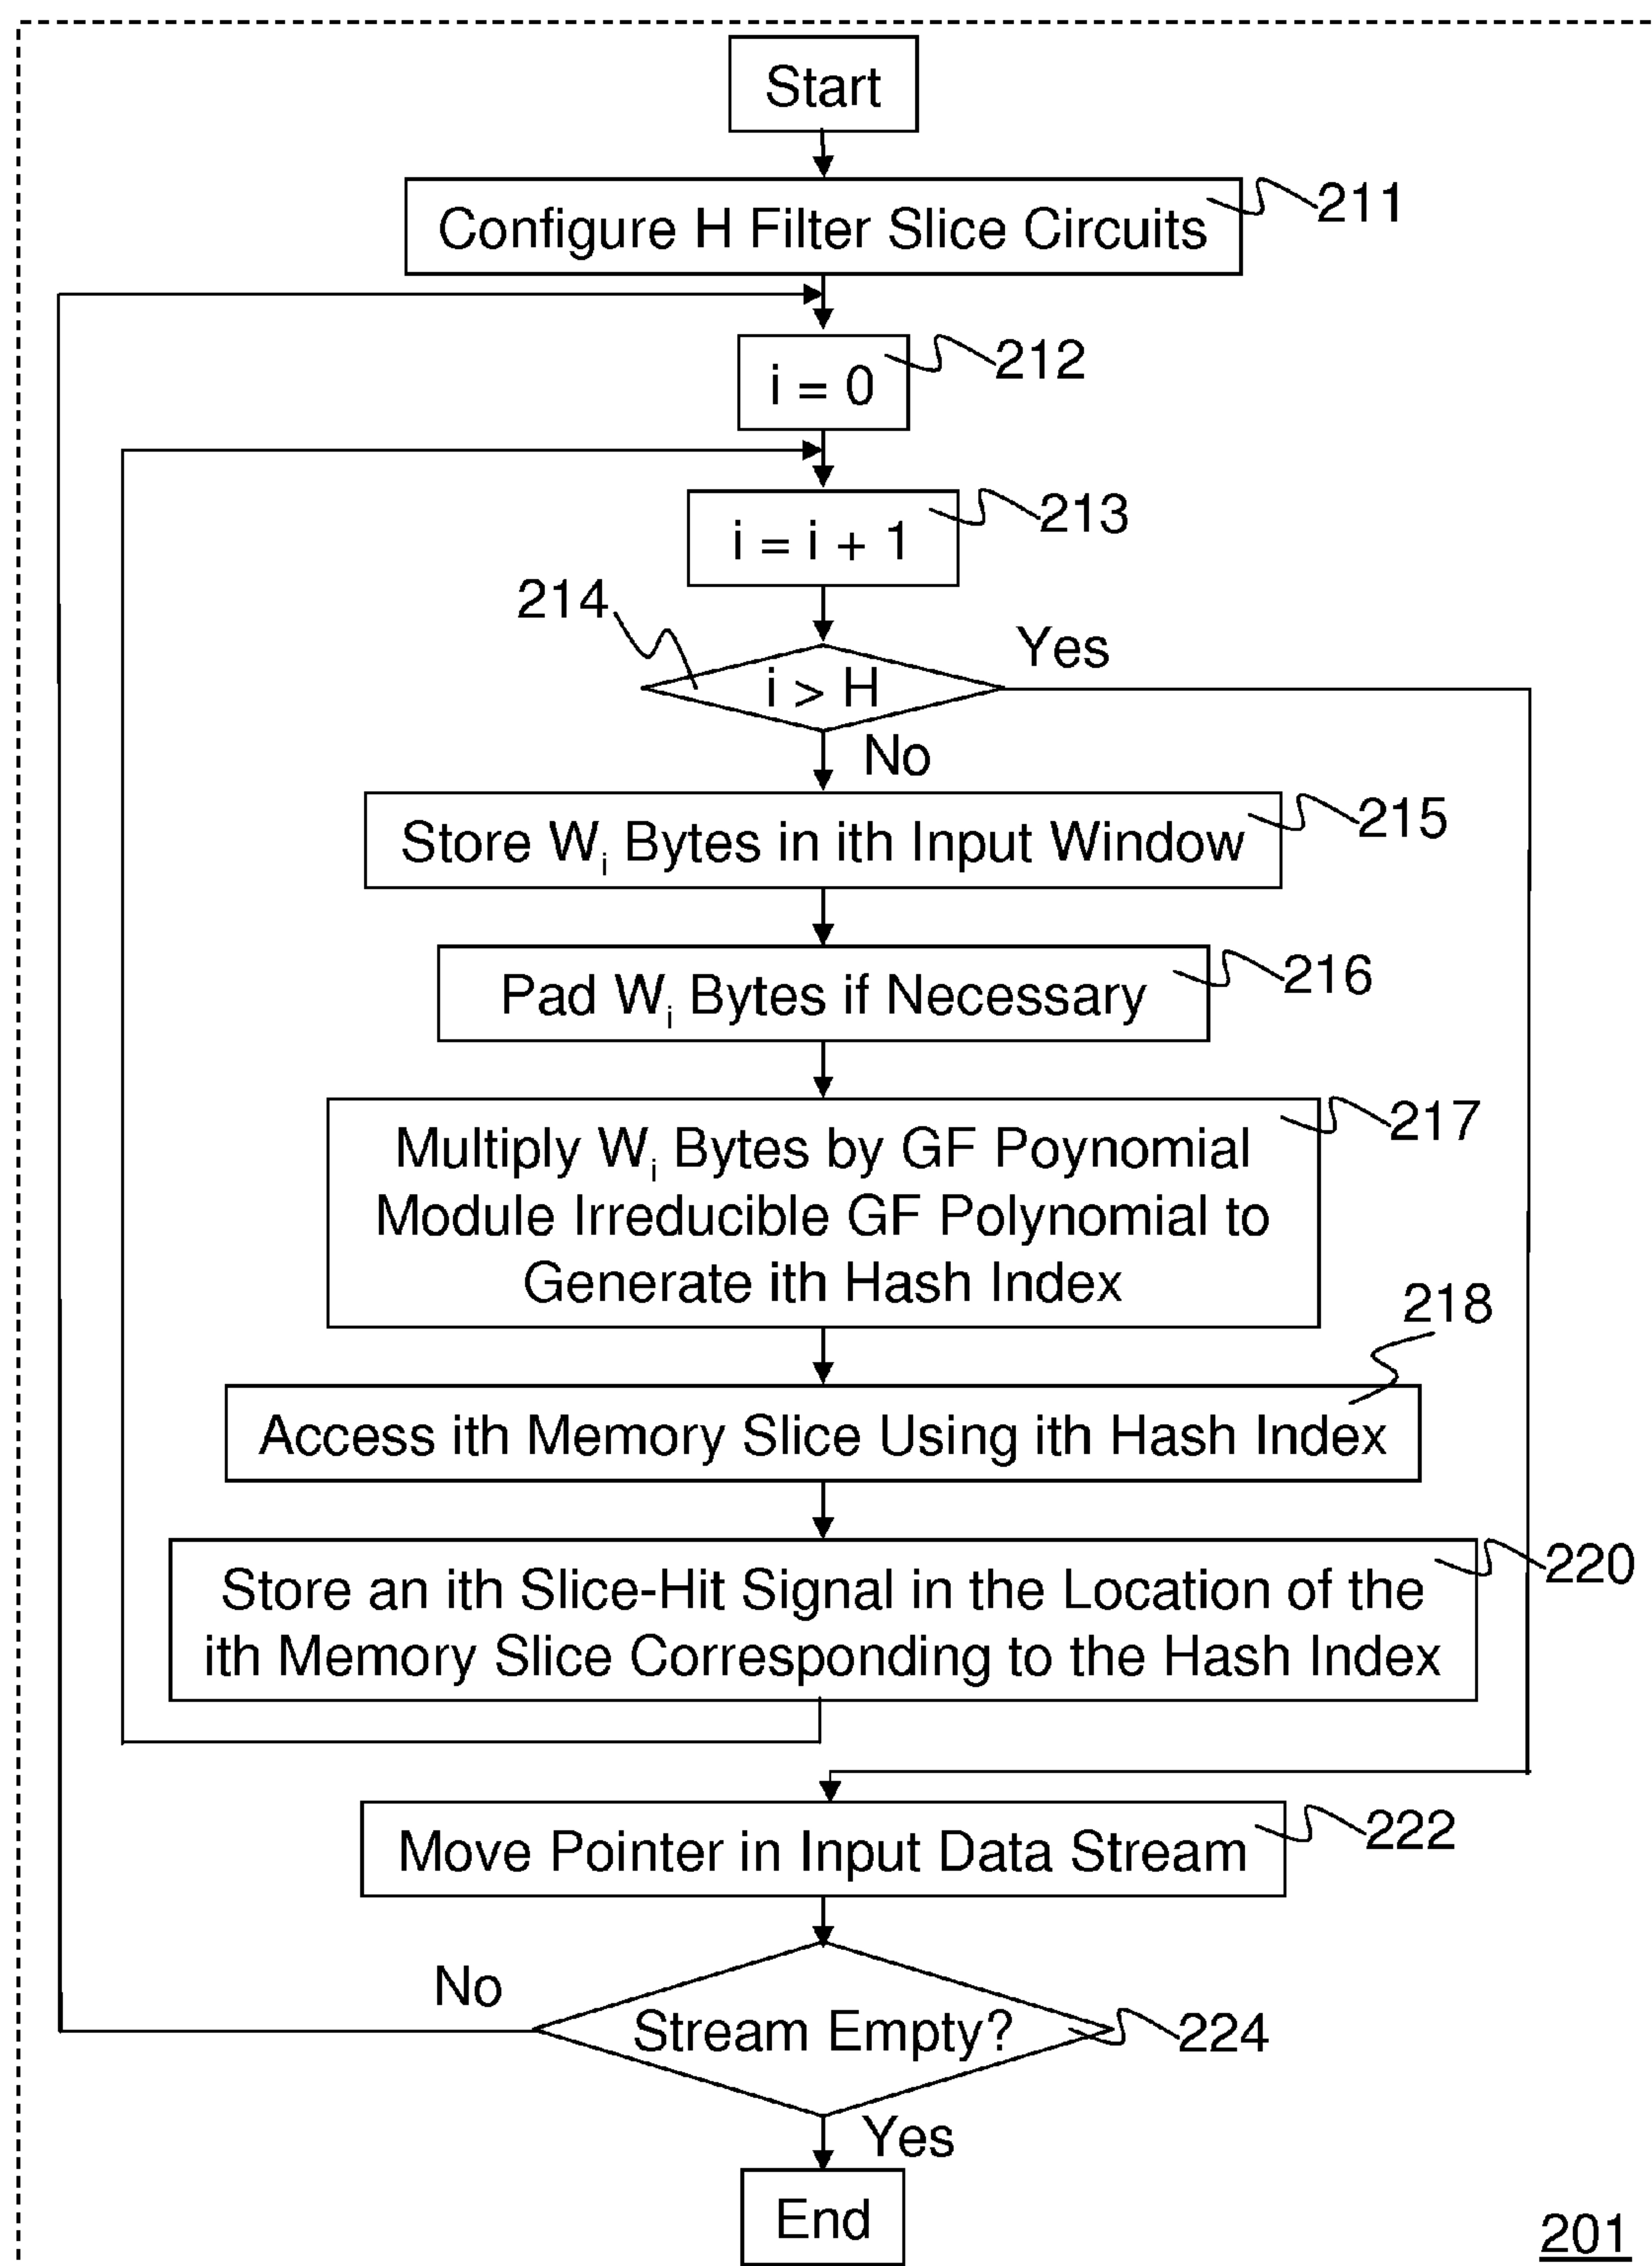 Start
Configure H Filter Slice Circuits
211
i = 0
212
i = i + 1
213
214
i > H
Yes
No
Store Wi Bytes in ith Input Window
215
Pad Wi Bytes if Necessary
216
Multiply Wi Bytes by GF Poynomial
Module Irreducible GF Polynomial to
Generate ith Hash Index
217
218
Access ith Memory Slice Using ith Hash Index
Store an ith Slice-Hit Signal in the Location of the
ith Memory Slice Corresponding to the Hash Index
220
Move Pointer in Input Data Stream
222
No
Stream Empty?
224
Yes
End
201